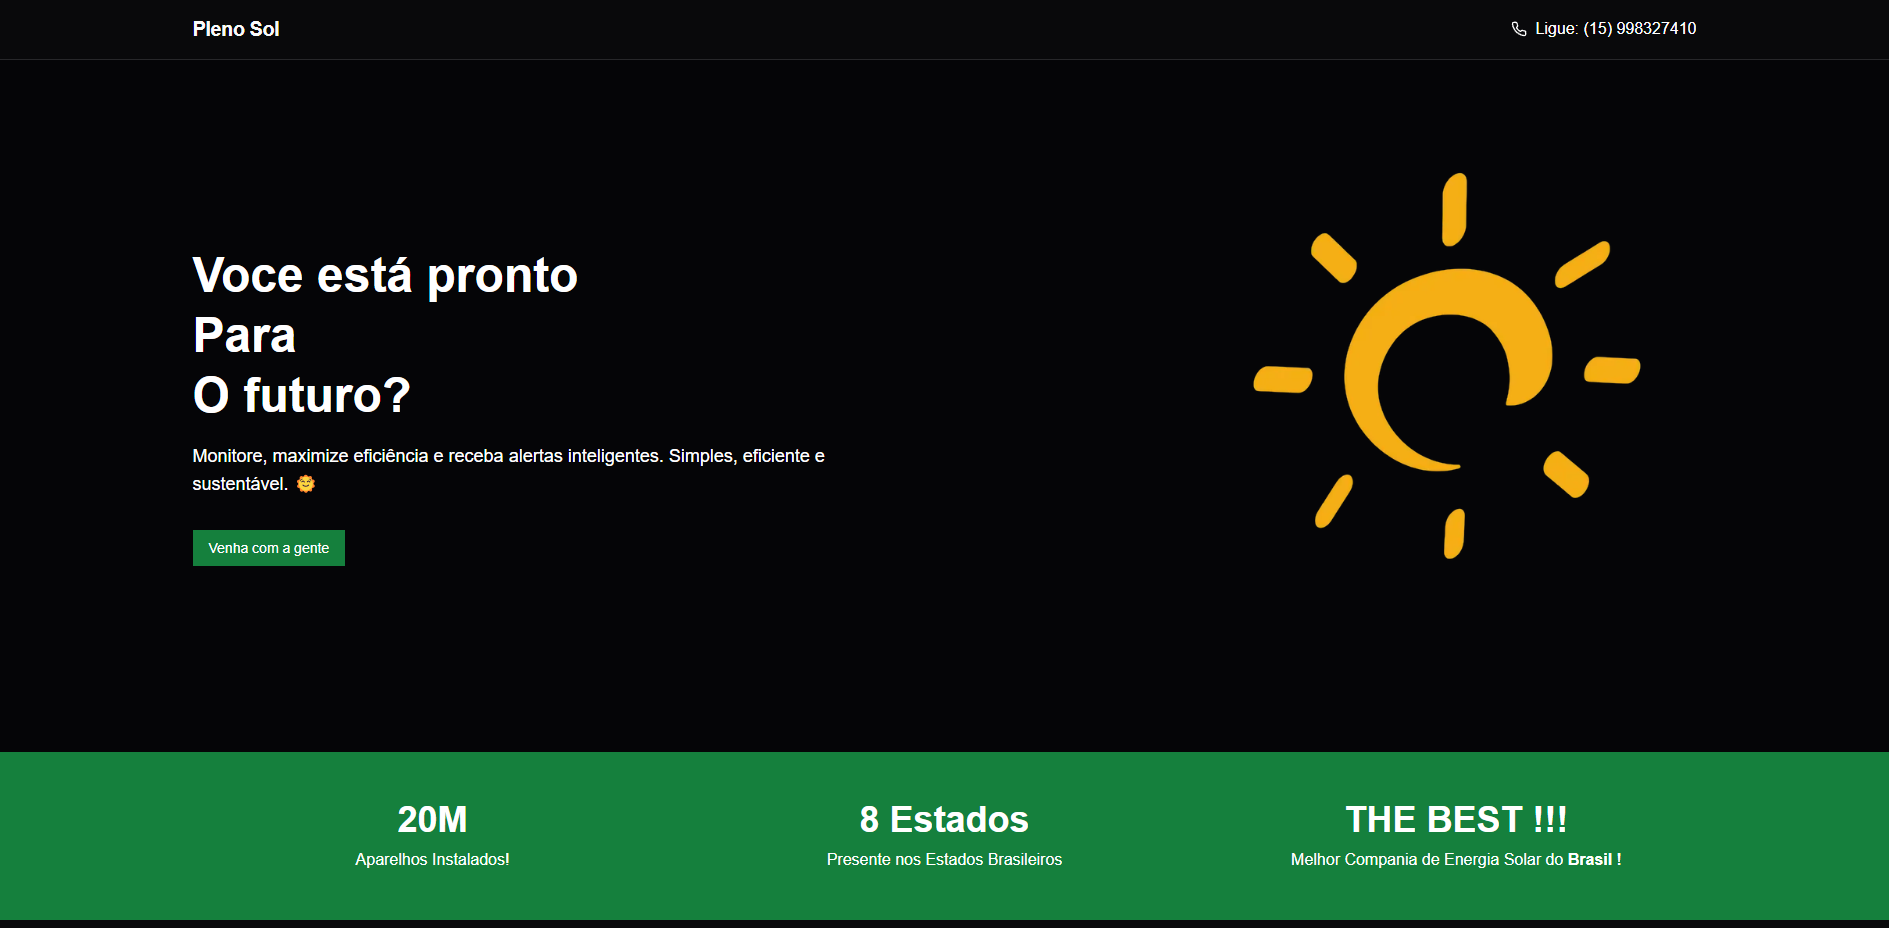 Pleno Sol
Ligue: (15) 998327410
Voce está pronto
Para
O futuro?
Monitore, maximize eficiência e receba alertas inteligentes. Simples, eficiente e
sustentável. 🌞
Venha com a gente
20M
Aparelhos Instalados!
8 Estados
Presente nos Estados Brasileiros
THE BEST !!!
Melhor Compania de Energia Solar do Brasil !